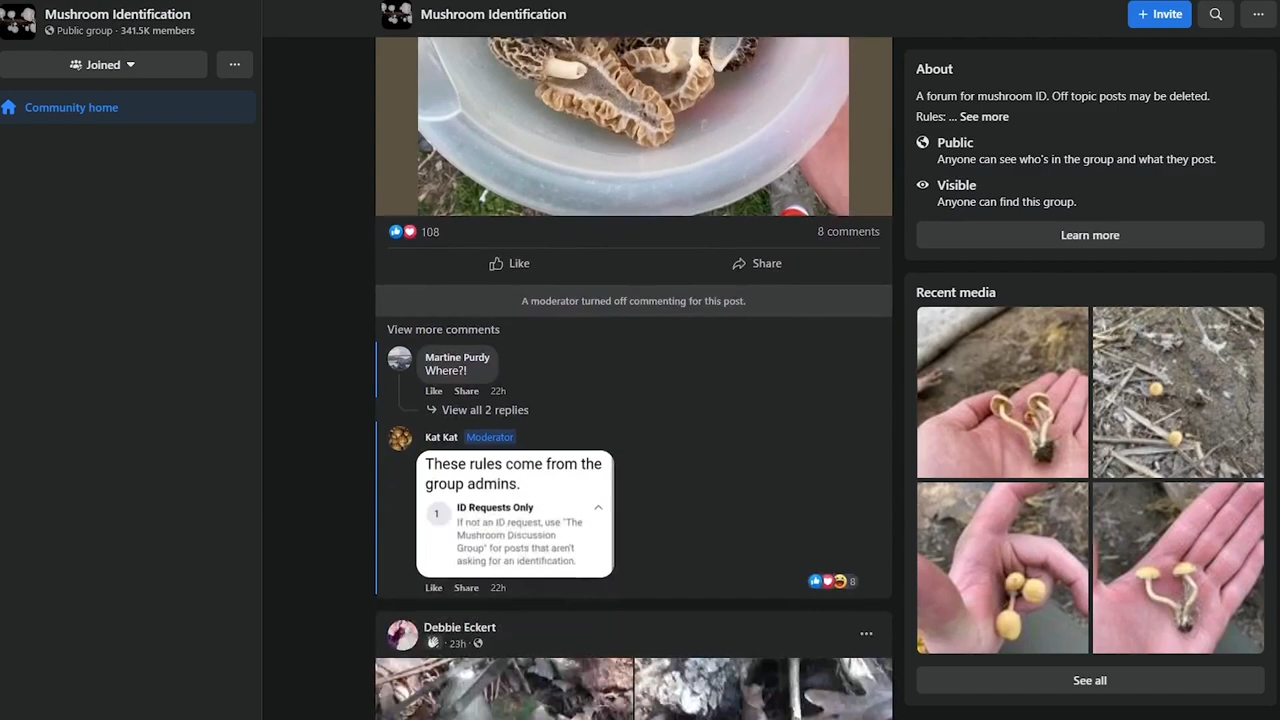 Mushroom Identification
Public group · 341.5K members
Joined
Community home
Mushroom Identification
+ Invite
108
8 comments
Like
Share
A moderator turned off commenting for this post.
View more comments
Martine Purdy
Where?!
Like Share 22h
View all 2 replies
Kat Kat Moderator
These rules come from the
group admins.
1
ID Requests Only
If not an ID request, use "The
Mushroom Discussion
Group" for posts that aren't
asking for an identification.
Like Share 22h
8
Debbie Eckert
· 23h ·
About
A forum for mushroom ID. Off topic posts may be deleted.
Rules: ... See more
Public
Anyone can see who's in the group and what they post.
Visible
Anyone can find this group.
Learn more
Recent media
See all